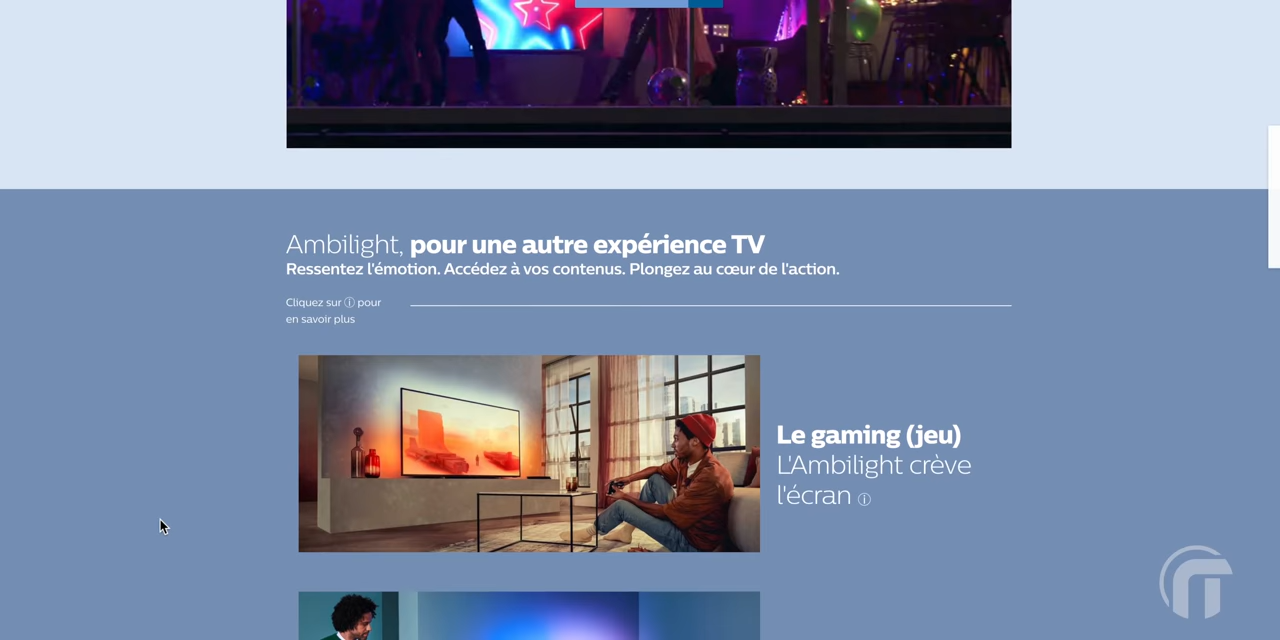 Ambilight, pour une autre expérience TV
Ressentez l'émotion. Accédez à vos contenus. Plongez au cœur de l'action.
Cliquez sur ⓘ pour
en savoir plus
Le gaming (jeu)
L'Ambilight crève
l'écran ⓘ